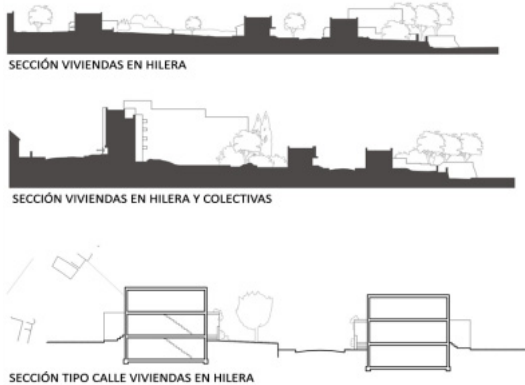 SECCIÓN VIVIENDAS EN HILERA
SECCIÓN VIVIENDAS EN HILERA Y COLECTIVAS
SECCIÓN TIPO CALLE VIVIENDAS EN HILERA